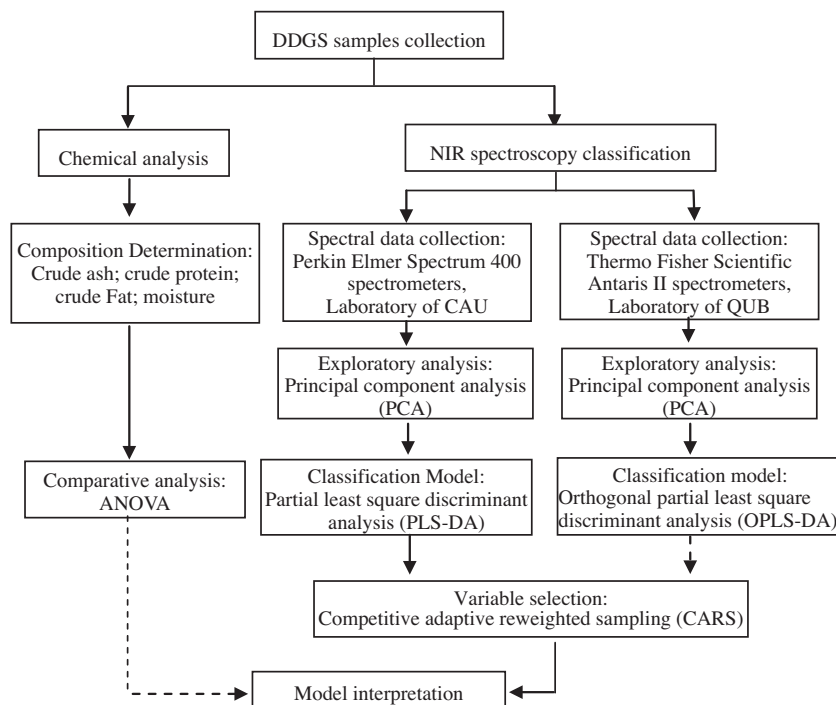 DDGS samples collection
Chemical analysis
NIR spectroscopy classification
Composition Determination:
Crude ash; crude protein;
crude Fat; moisture
Spectral data collection:
Perkin Elmer Spectrum 400
spectrometers,
Laboratory of CAU
Spectral data collection:
Thermo Fisher Scientific
Antaris II spectrometers,
Laboratory of QUB
Exploratory analysis:
Principal component analysis
(PCA)
Exploratory analysis:
Principal component analysis
(PCA)
Comparative analysis:
ANOVA
Classification Model:
Partial least square discriminant
analysis (PLS-DA)
Classification model:
Orthogonal partial least square
discriminant analysis (OPLS-DA)
Variable selection:
Competitive adaptive reweighted sampling (CARS)
Model interpretation